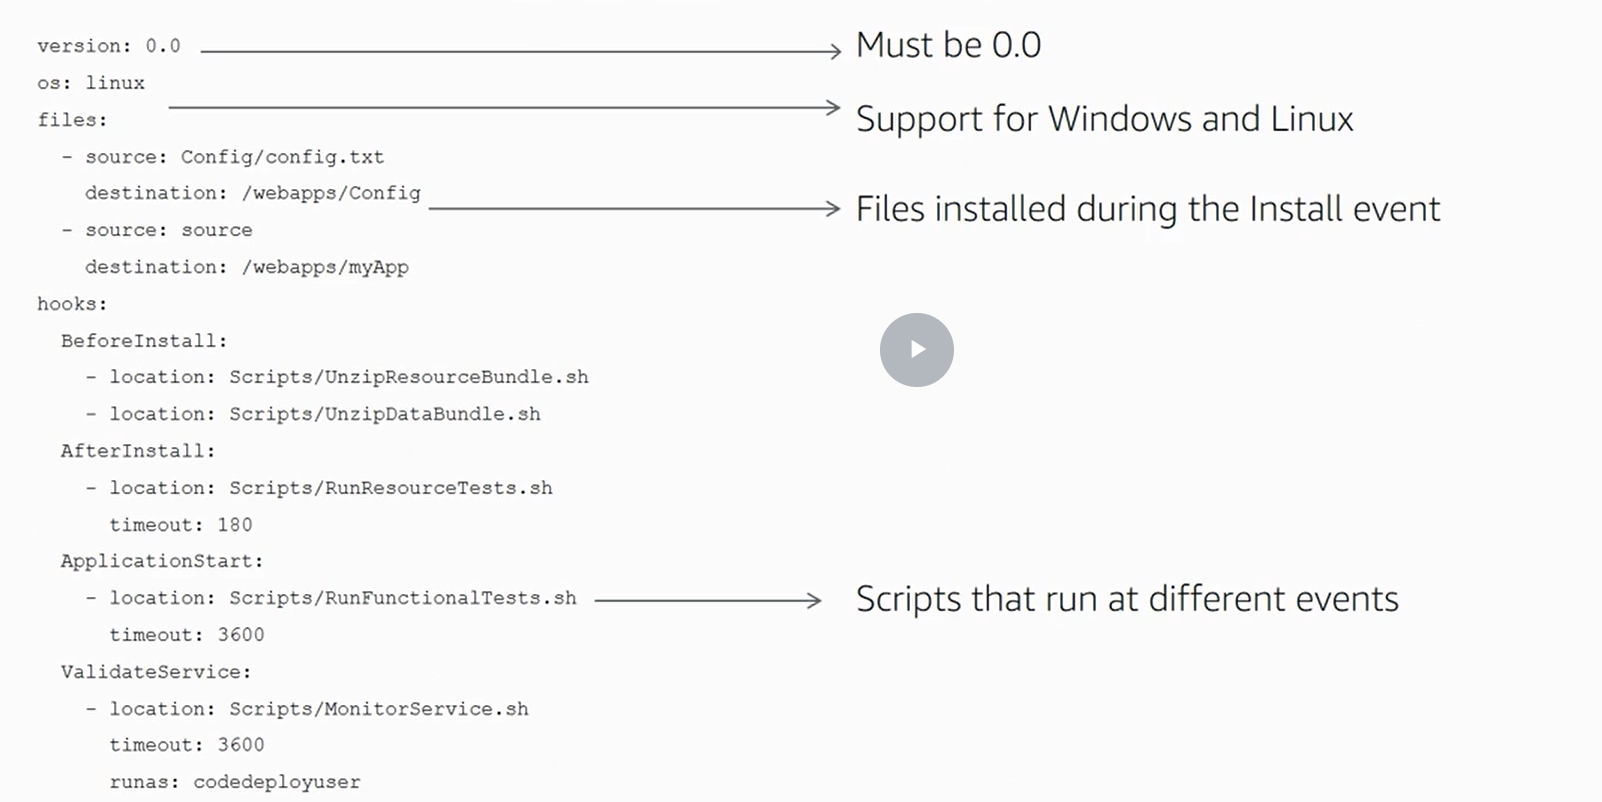 version: 0.0
Must be 0.0
os: linux
files:
Support for Windows and Linux
- source: Config/config.txt
destination: /webapps/Config
Files installed during the Install event
- source: source
destination: /webapps/myApp
hooks:
BeforeInstall:
- location: Scripts/UnzipResourceBundle.sh
- location: Scripts/UnzipDataBundle.sh
AfterInstall:
- location: Scripts/RunResourceTests.sh
timeout: 180
ApplicationStart:
- location: Scripts/RunFunctionalTests.sh
Scripts that run at different events
timeout: 3600
ValidateService:
- location: Scripts/MonitorService.sh
timeout: 3600
runas: codedeployuser